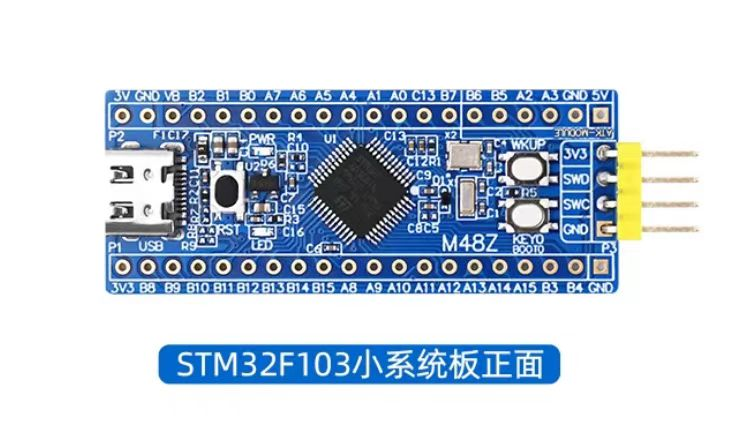 3V GND VB B2 B1 B0 A7 A6 A5 A4 A1 A0 C13 B7 B6 B5 A2 A3 GND 5V
ATK-MODULE
P2 F1 C17 PWR R4 U1 C13 X2 WKUP
C10
U2 P6
C12 R1
C9
C7
C15
R3
C16
C8 C5
C6
R5
3V3
SWD
SWC
GND
RST
LED
P1 USB R9
M48Z
KEY0
BOOT0
P3
3V3 B8 B9 B10 B11 B12 B13 B14 B15 A8 A9 A10 A11 A12 A13 A14 A15 B3 B4 GND
STM32F103小系统板正面